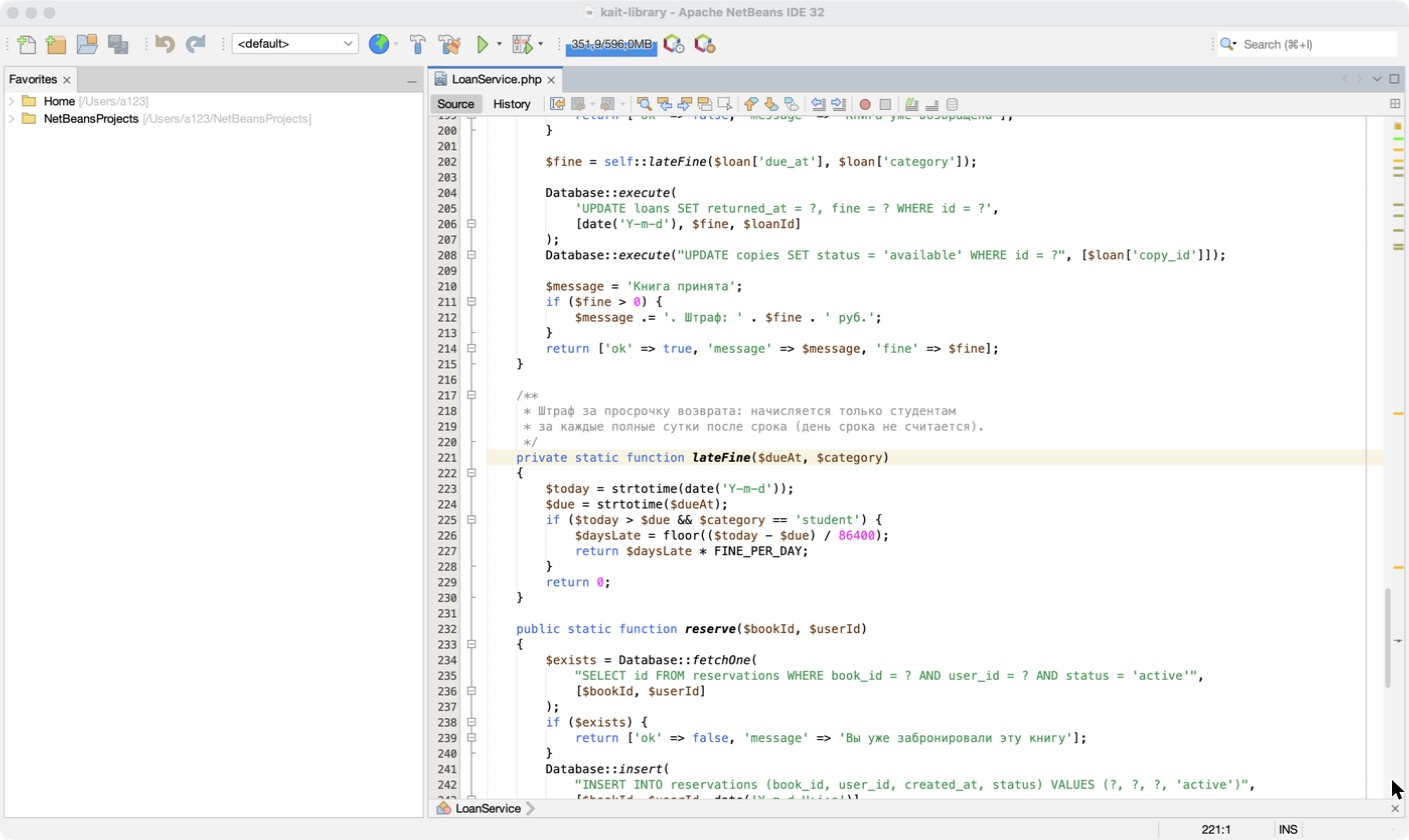 kait-library - Apache NetBeans IDE 32
<default>
351,9/596,0MB
Search (⌘+I)
Favorites
Home [/Users/a123]
NetBeansProjects [/Users/a123/NetBeansProjects]
LoanService.php
Source History
199 return ['ok' => false, 'message' => 'Книга уже возвращена'];
200 }
201
202 $fine = self::lateFine($loan['due_at'], $loan['category']);
203
204 Database::execute(
205 'UPDATE loans SET returned_at = ?, fine = ? WHERE id = ?',
206 [date('Y-m-d'), $fine, $loanId]
207 );
208 Database::execute("UPDATE copies SET status = 'available' WHERE id = ?", [$loan['copy_id']]);
209
210 $message = 'Книга принята';
211 if ($fine > 0) {
212 $message .= '. Штраф: ' . $fine . ' руб.';
213 }
214 return ['ok' => true, 'message' => $message, 'fine' => $fine];
215 }
216
217 /**
218 * Штраф за просрочку возврата: начисляется только студентам
219 * за каждые полные сутки после срока (день срока не считается).
220 */
221 private static function lateFine($dueAt, $category)
222 {
223 $today = strtotime(date('Y-m-d'));
224 $due = strtotime($dueAt);
225 if ($today > $due && $category == 'student') {
226 $daysLate = floor(($today - $due) / 86400);
227 return $daysLate * FINE_PER_DAY;
228 }
229 return 0;
230 }
231
232 public static function reserve($bookId, $userId)
233 {
234 $exists = Database::fetchOne(
235 "SELECT id FROM reservations WHERE book_id = ? AND user_id = ? AND status = 'active'",
236 [$bookId, $userId]
237 );
238 if ($exists) {
239 return ['ok' => false, 'message' => 'Вы уже забронировали эту книгу'];
240 }
241 Database::insert(
242 "INSERT INTO reservations (book_id, user_id, created_at, status) VALUES (?, ?, ?, 'active')",
LoanService
221:1 INS